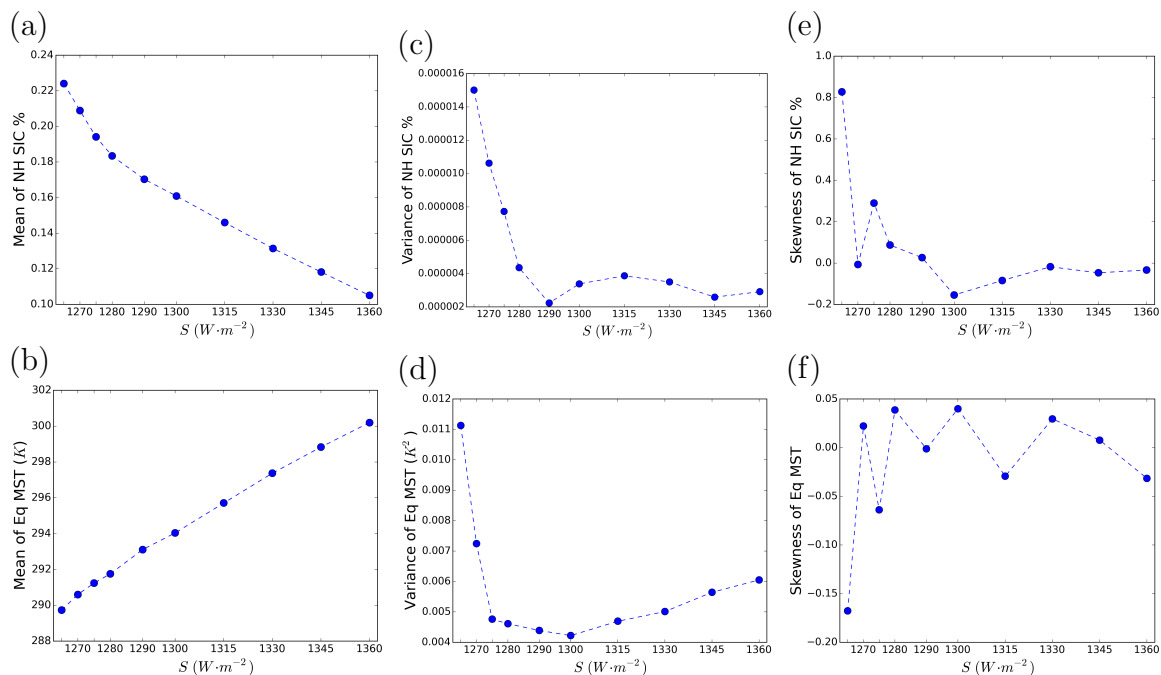 (a)
0.24
0.22
0.20
0.18
0.16
0.14
0.12
0.10
Mean of NH SIC %
1270 1280 1290 1300 1315 1330 1345 1360
S (W·m⁻²)
(c)
0.000016
0.000014
0.000012
0.000010
0.000008
0.000006
0.000004
0.000002
Variance of NH SIC %
1270 1280 1290 1300 1315 1330 1345 1360
S (W·m⁻²)
(e)
1.0
0.8
0.6
0.4
0.2
0.0
−0.2
Skewness of NH SIC %
1270 1280 1290 1300 1315 1330 1345 1360
S (W·m⁻²)
(b)
302
300
298
296
294
292
290
288
Mean of Eq MST (K)
1270 1280 1290 1300 1315 1330 1345 1360
S (W·m⁻²)
(d)
0.012
0.011
0.010
0.009
0.008
0.007
0.006
0.005
0.004
Variance of Eq MST (K²)
1270 1280 1290 1300 1315 1330 1345 1360
S (W·m⁻²)
(f)
0.05
0.00
−0.05
−0.10
−0.15
−0.20
Skewness of Eq MST
1270 1280 1290 1300 1315 1330 1345 1360
S (W·m⁻²)